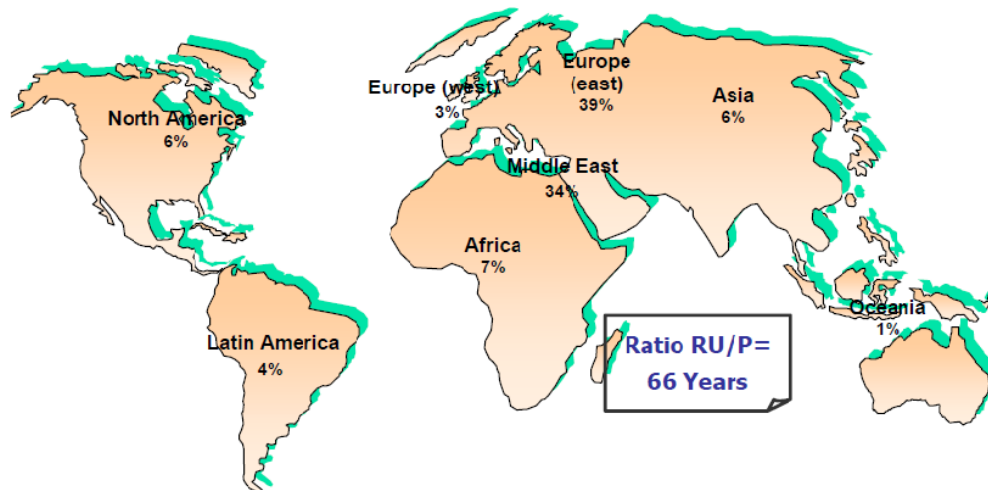 North America
6%
Latin America
4%
Europe (west)
3%
Europe
(east)
39%
Asia
6%
Middle East
34%
Africa
7%
Oceania
1%
Ratio RU/P=
66 Years